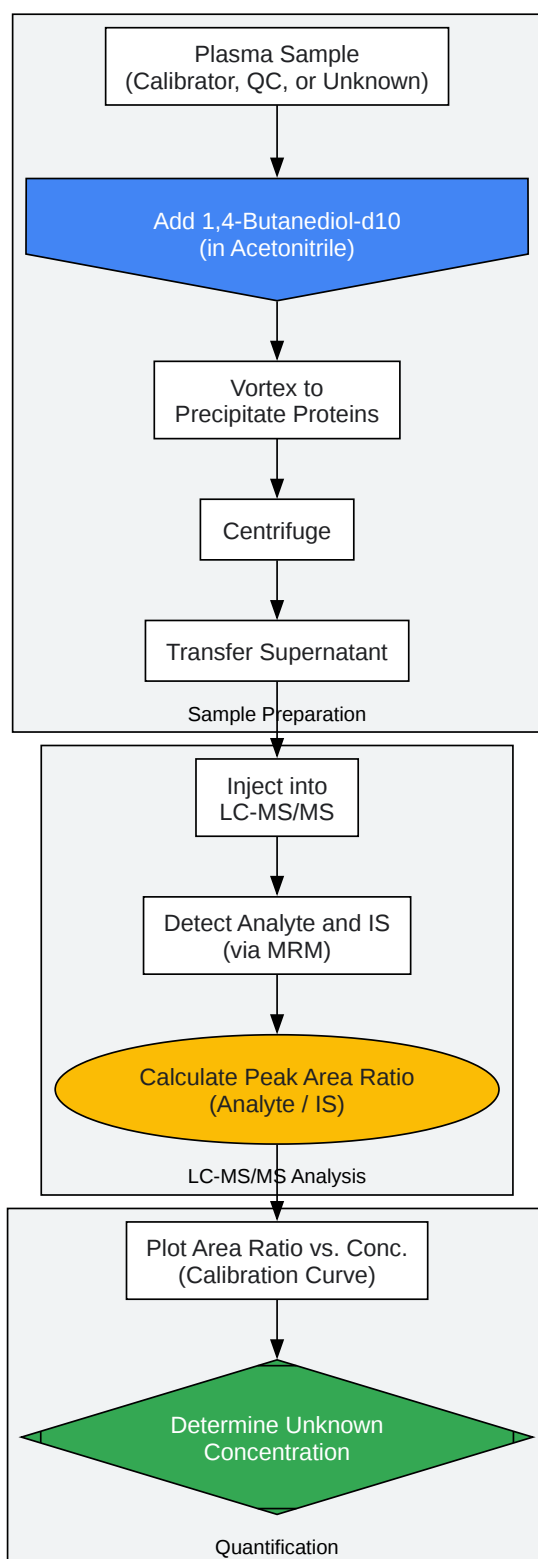 Plasma Sample
(Calibrator, QC, or Unknown)
Add 1,4-Butanediol-d10
(in Acetonitrile)
Vortex to
Precipitate Proteins
Centrifuge
Transfer Supernatant
Sample Preparation
Inject into
LC-MS/MS
Detect Analyte and IS
(via MRM)
Calculate Peak Area Ratio
(Analyte / IS)
LC-MS/MS Analysis
Plot Area Ratio vs. Conc.
(Calibration Curve)
Determine Unknown
Concentration
Quantification